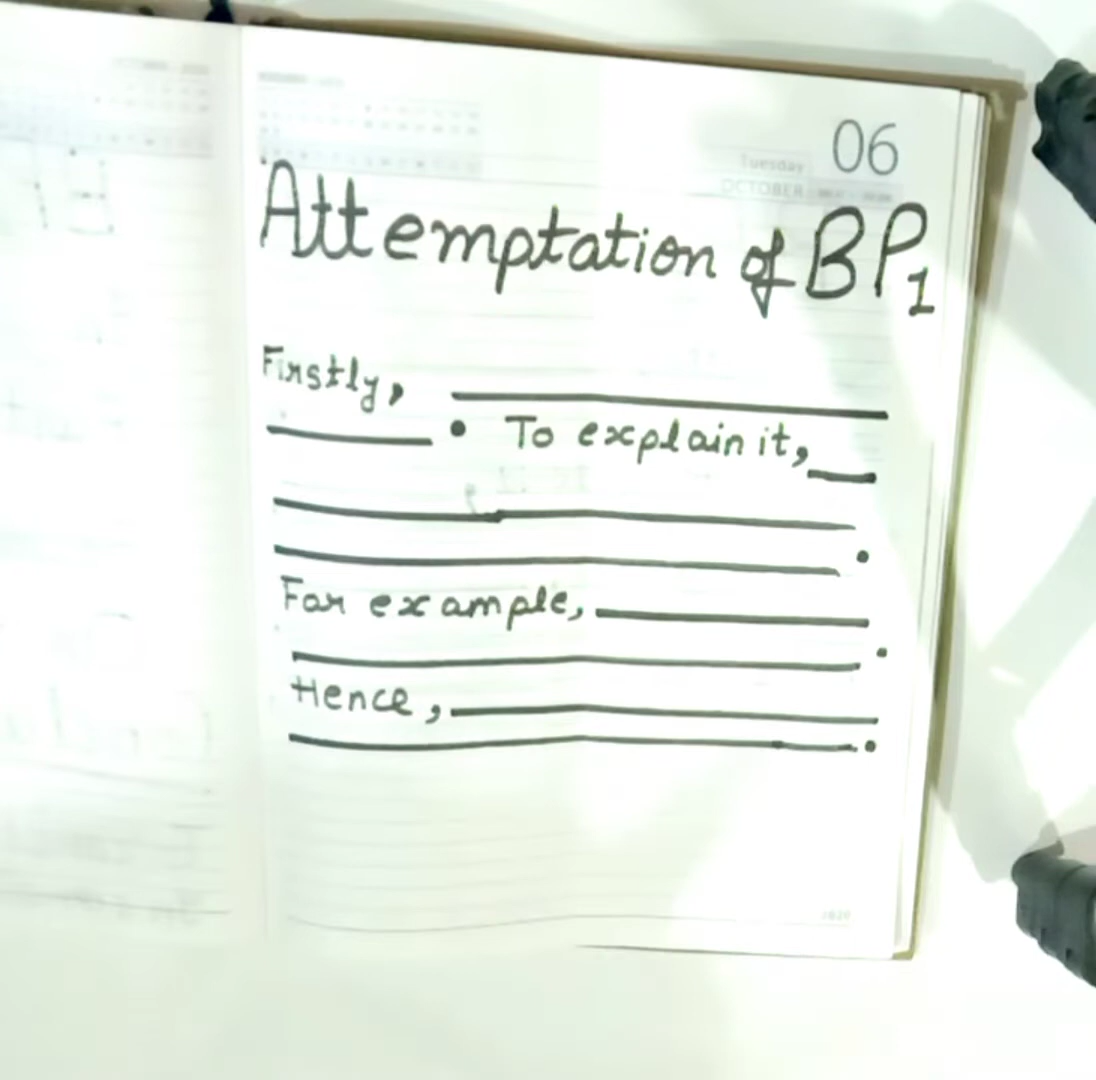 06
Tuesday
OCTOBER
Attemptation of BP1
Firstly,
. To explain it,
.
For example,
.
Hence,
.